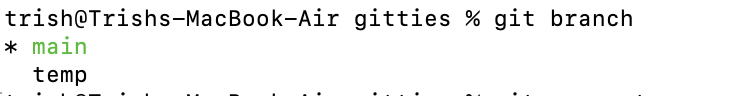 trish@Trishs-MacBook-Air gitties % git branch
* main
temp